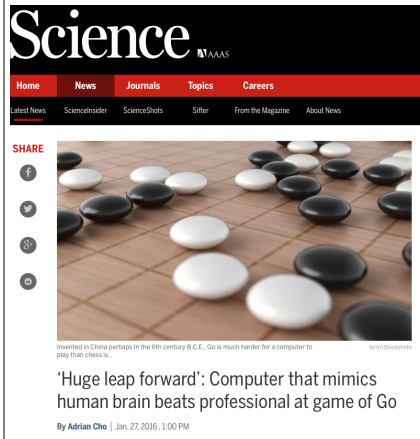 Science
AAAS
Home News Journals Topics Careers
Latest News ScienceInsider ScienceShots Sifter From the Magazine About News
SHARE
Invented in China perhaps in the 6th century B.C.E., Go is much harder for a computer to
play than chess is.
fjsm/iStockphoto
‘Huge leap forward’: Computer that mimics
human brain beats professional at game of Go
By Adrian Cho | Jan. 27, 2016 , 1:00 PM